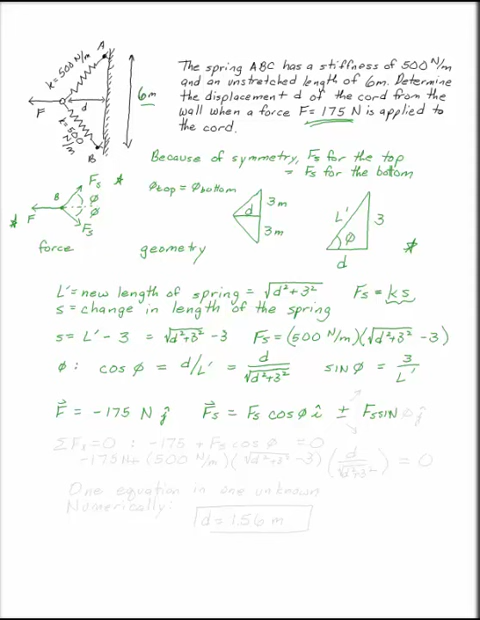 A
k = 500 N/m
6m
d
F
k = 500 N/m
B
The spring ABC has a stiffness of 500 N/m
and an unstretched length of 6m. Determine
the displacement d of the cord from the
wall when a force F = 175 N is applied to
the cord.
Because of symmetry, Fs for the top
= Fs for the bottom
Fs *
B
φ
φ
* F
Fs
φtop = φbottom
d
3m
3m
L'
3
φ
d
*
force
geometry
L' = new length of spring = √d²+3²    Fs = ks
s = change in length of the spring
s = L' - 3 = √d²+3² - 3    Fs = (500 N/m)(√d²+3² - 3)
φ: cos φ = d/L' = d/√d²+3²    sin φ = 3/L'
F⃗ = -175 N ĵ    F⃗s = Fs cos φ î ± Fs SIN φ ĵ
ΣFx = 0 : -175 + Fs cos φ = 0
-175N + (500 N/m)(√d²+3² - 3)(d/√d²+3²) = 0
One equation in one unknown
Numerically:
d = 1.56 m